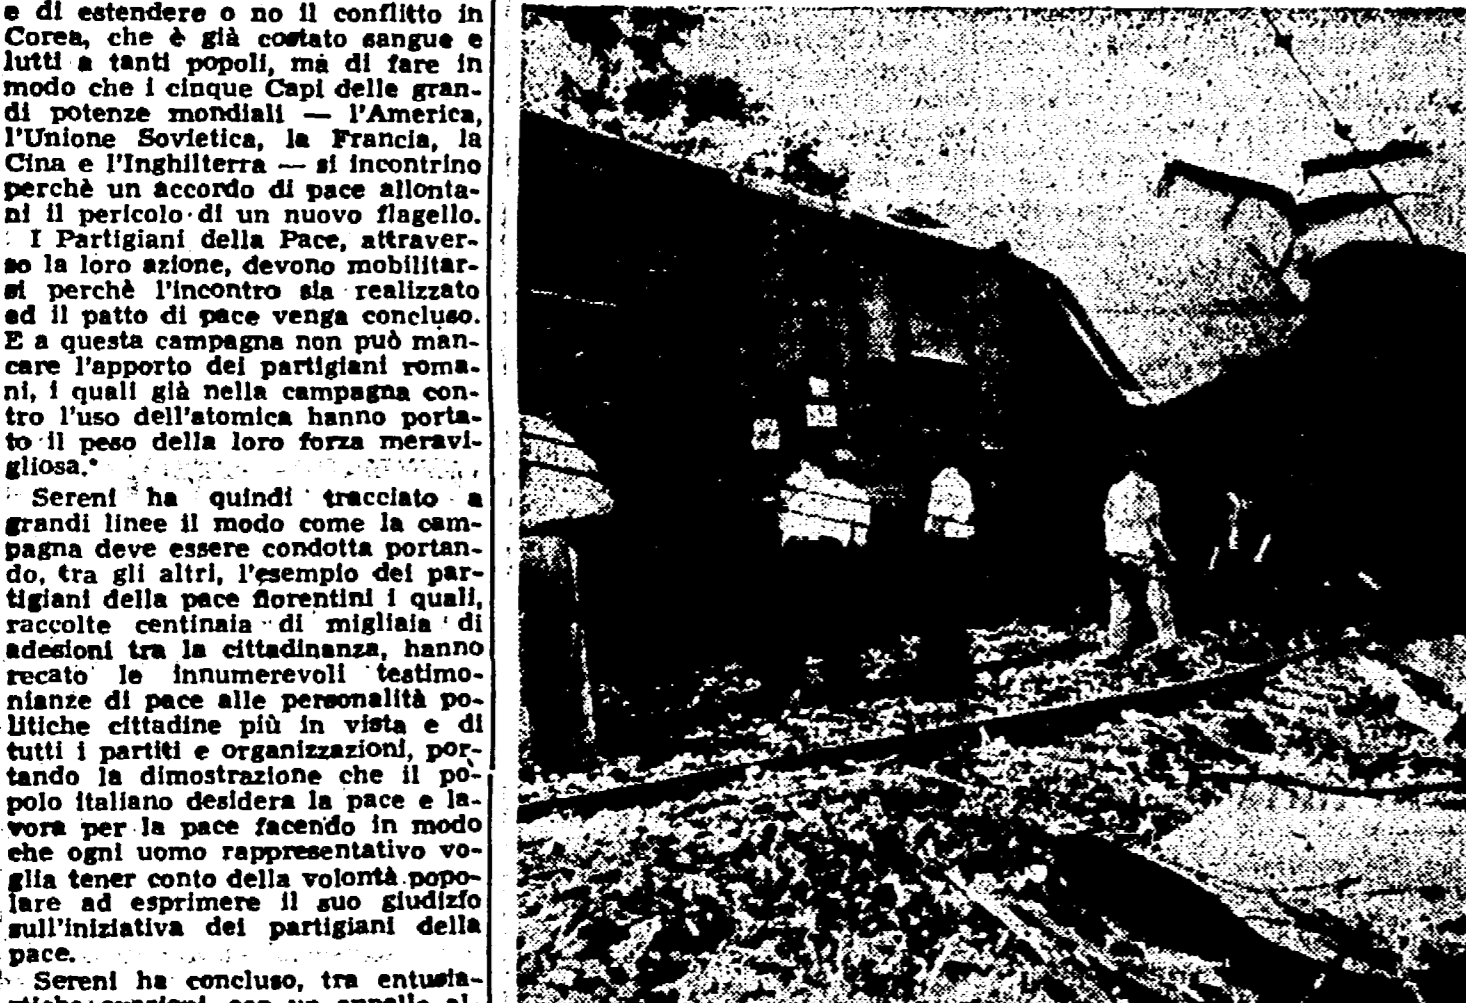 e di estendere o no il conflitto in
Corea, che è già costato sangue e
lutti a tanti popoli, ma di fare in
modo che i cinque Capi delle gran-
di potenze mondiali — l'America,
l'Unione Sovietica, la Francia, la
Cina e l'Inghilterra — si incontrino
perchè un accordo di pace allonta-
ni il pericolo di un nuovo flagello.
I Partigiani della Pace, attraver-
so la loro azione, devono mobilitar-
si perchè l'incontro sia realizzato
ed il patto di pace venga concluso.
E a questa campagna non può man-
care l'apporto dei partigiani roma-
ni, i quali già nella campagna con-
tro l'uso dell'atomica hanno porta-
to il peso della loro forza meravi-
gliosa.
Sereni ha quindi tracciato a
grandi linee il modo come la cam-
pagna deve essere condotta portan-
do, tra gli altri, l'esempio dei par-
tigiani della pace fiorentini i quali,
raccolte centinaia di migliaia di
adesioni tra la cittadinanza, hanno
recato le innumerevoli testimo-
nianze di pace alle personalità po-
litiche cittadine più in vista e di
tutti i partiti e organizzazioni, por-
tando la dimostrazione che il po-
polo italiano desidera la pace e la-
vora per la pace facendo in modo
che ogni uomo rappresentativo vo-
glia tener conto della volontà popo-
lare ad esprimere il suo giudizio
sull'iniziativa dei partigiani della
pace.
Sereni ha concluso, tra entusia-